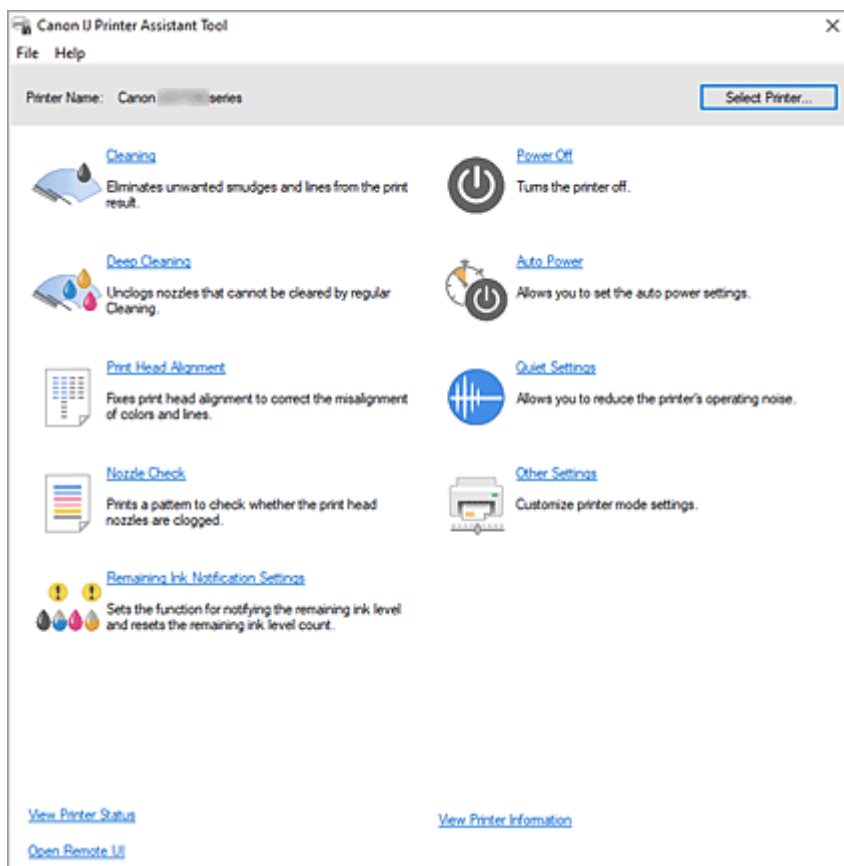 Canon IJ Printer Assistant Tool
File Help
Printer Name: Canon series
Select Printer...
Cleaning
Eliminates unwanted smudges and lines from the print
result.
Power Off
Turns the printer off.
Deep Cleaning
Unclogs nozzles that cannot be cleared by regular
Cleaning.
Auto Power
Allows you to set the auto power settings.
Print Head Alignment
Fixes print head alignment to correct the misalignment
of colors and lines.
Quiet Settings
Allows you to reduce the printer's operating noise.
Nozzle Check
Prints a pattern to check whether the print head
nozzles are clogged.
Other Settings
Customize printer mode settings.
Remaining Ink Notification Settings
Sets the function for notifying the remaining ink level
and resets the remaining ink level count.
View Printer Status
View Printer Information
Open Remote UI